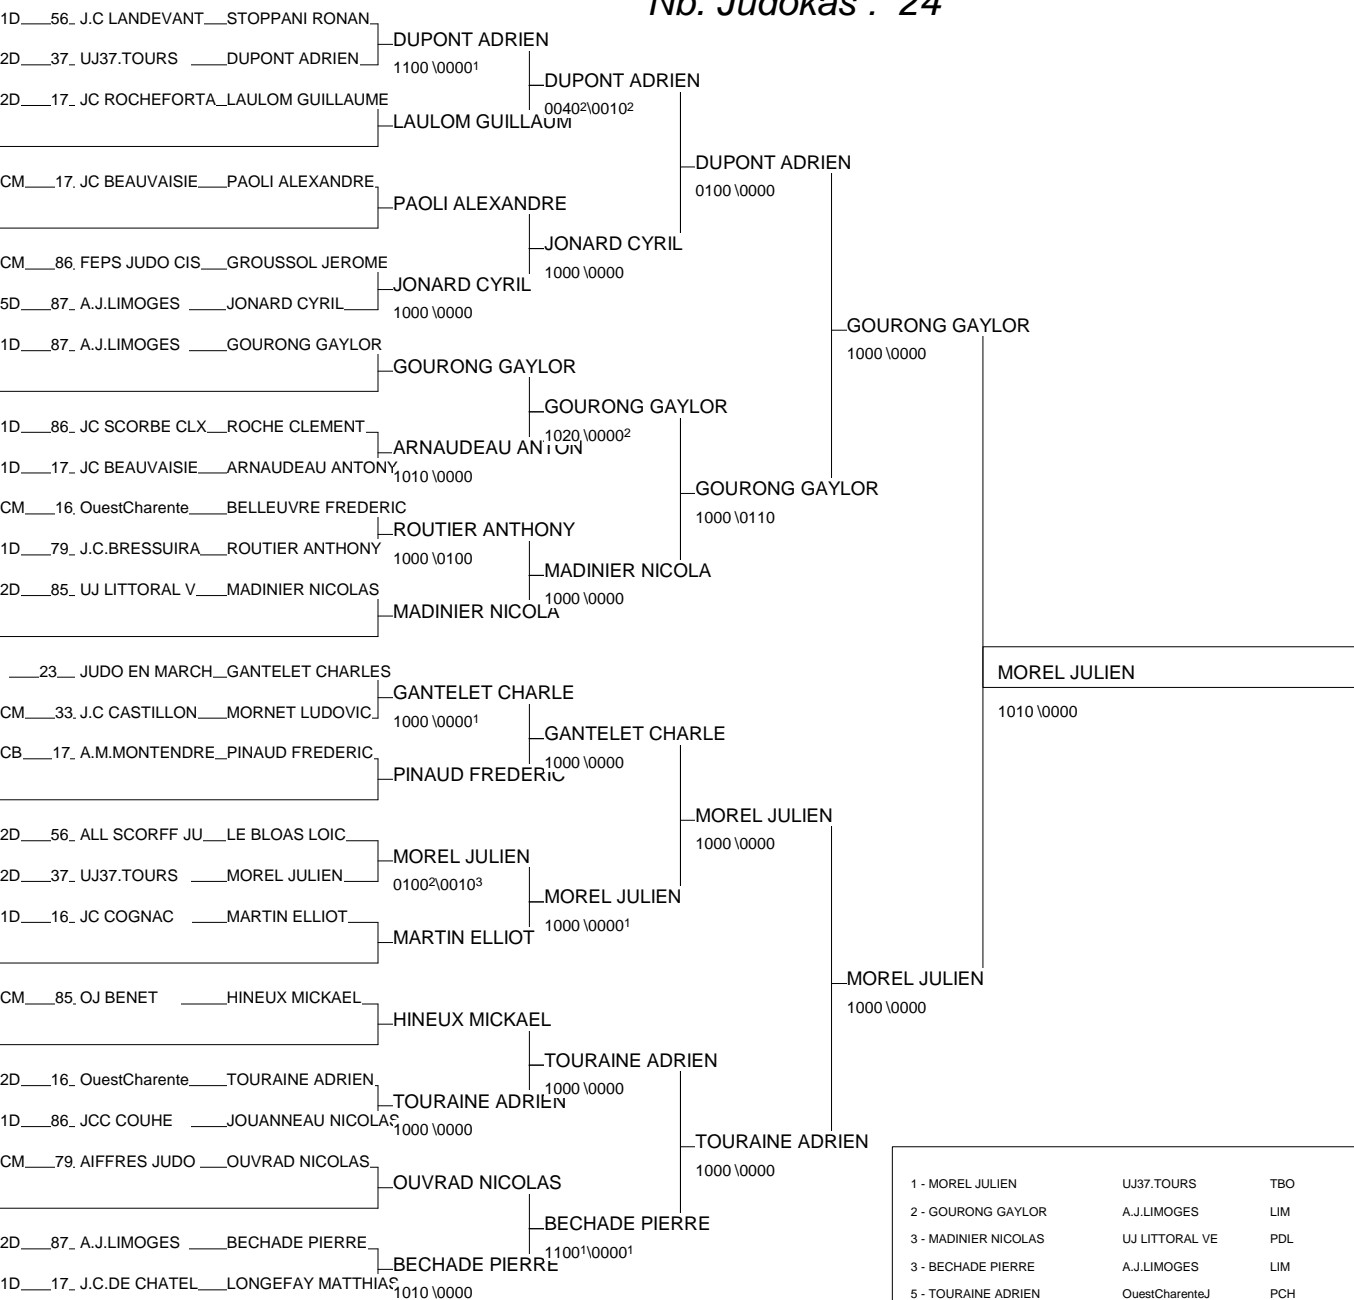 Nb. Judokas : 24
1D 56 J.C LANDEVANT STOPPANI RONAN
DUPONT ADRIEN
2D 37 UJ37.TOURS DUPONT ADRIEN
1100 \0000¹
DUPONT ADRIEN
2D 17 JC ROCHEFORTA LAULOM GUILLAUME
0040²\0010²
LAULOM GUILLAUM
DUPONT ADRIEN
0100 \0000
CM 17 JC BEAUVAISIE PAOLI ALEXANDRE
PAOLI ALEXANDRE
JONARD CYRIL
1000 \0000
CM 86 FEPS JUDO CIS GROUSSOL JEROME
JONARD CYRIL
5D 87 A.J.LIMOGES JONARD CYRIL
1000 \0000
GOURONG GAYLOR
1000 \0000
1D 87 A.J.LIMOGES GOURONG GAYLOR
GOURONG GAYLOR
GOURONG GAYLOR
1020 \0000²
1D 86 JC SCORBE CLX ROCHE CLEMENT
ARNAUDEAU ANTON
1D 17 JC BEAUVAISIE ARNAUDEAU ANTONY
1010 \0000
GOURONG GAYLOR
1000 \0110
CM 16 OuestCharente BELLEUVRE FREDERIC
ROUTIER ANTHONY
1D 79 J.C.BRESSUIRA ROUTIER ANTHONY
1000 \0100
MADINIER NICOLA
1000 \0000
2D 85 UJ LITTORAL V MADINIER NICOLAS
MADINIER NICOLA
MOREL JULIEN
1010 \0000
23 JUDO EN MARCH GANTELET CHARLES
GANTELET CHARLE
CM 33 J.C CASTILLON MORNET LUDOVIC
1000 \0000¹
GANTELET CHARLE
1000 \0000
CB 17 A.M.MONTENDRE PINAUD FREDERIC
PINAUD FREDERIC
MOREL JULIEN
1000 \0000
2D 56 ALL SCORFF JU LE BLOAS LOIC
MOREL JULIEN
2D 37 UJ37.TOURS MOREL JULIEN
0100²\0010³
MOREL JULIEN
1000 \0000¹
1D 16 JC COGNAC MARTIN ELLIOT
MARTIN ELLIOT
MOREL JULIEN
1000 \0000
CM 85 OJ BENET HINEUX MICKAEL
HINEUX MICKAEL
TOURAINE ADRIEN
1000 \0000
2D 16 OuestCharente TOURAINE ADRIEN
TOURAINE ADRIEN
1D 86 JCC COUHE JOUANNEAU NICOLAS
1000 \0000
TOURAINE ADRIEN
1000 \0000
CM 79 AIFFRES JUDO OUVRAD NICOLAS
OUVRAD NICOLAS
BECHADE PIERRE
1100¹\0000¹
2D 87 A.J.LIMOGES BECHADE PIERRE
BECHADE PIERRE
1D 17 J.C.DE CHATEL LONGEFAY MATTHIAS
1010 \0000
1 - MOREL JULIEN UJ37.TOURS TBO
2 - GOURONG GAYLOR A.J.LIMOGES LIM
3 - MADINIER NICOLAS UJ LITTORAL VE PDL
3 - BECHADE PIERRE A.J.LIMOGES LIM
5 - TOURAINE ADRIEN OuestCharenteJ PCH